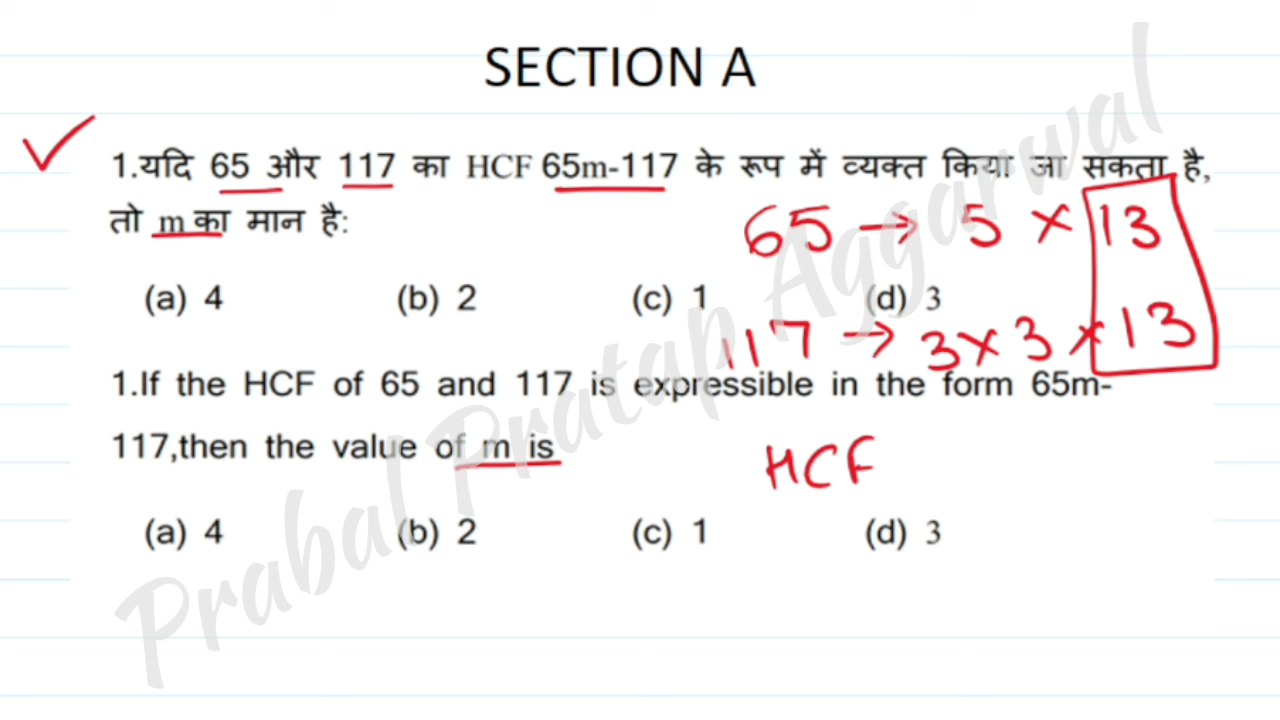 SECTION A
1.यदि 65 और 117 का HCF 65m-117 के रूप में व्यक्त किया जा सकता है,
तो m का मान है:
65 → 5 × 13
(a) 4 (b) 2 (c) 1 (d) 3
117 → 3 × 3 × 13
1.If the HCF of 65 and 117 is expressible in the form 65m-
117,then the value of m is
HCF
(a) 4 (b) 2 (c) 1 (d) 3
Prabal Pratap Aggarwal